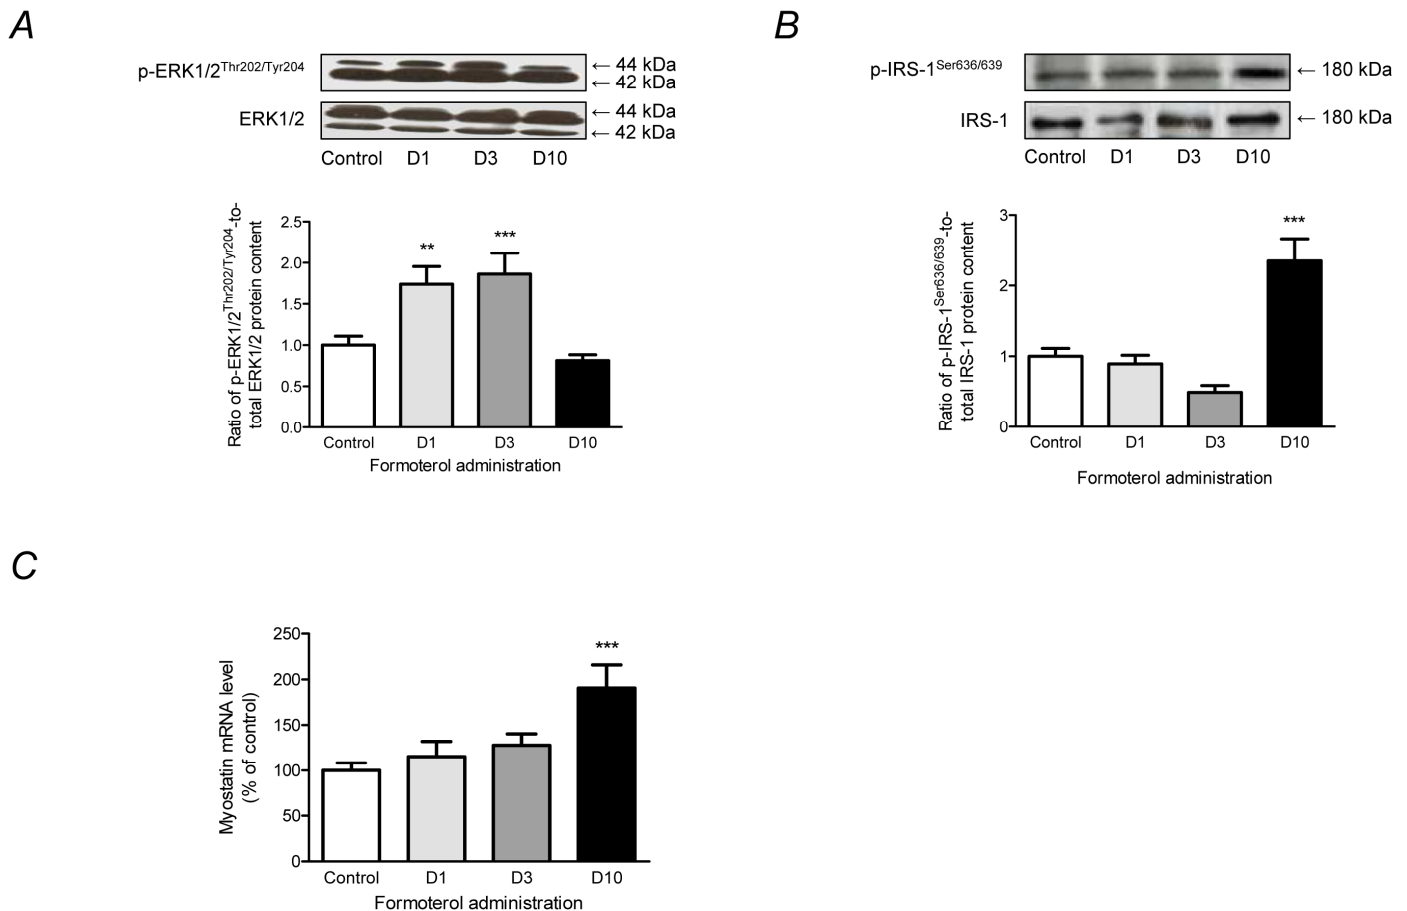 A
p-ERK1/2Thr202/Tyr204
← 44 kDa
← 42 kDa
ERK1/2
← 44 kDa
← 42 kDa
Control D1 D3 D10
Ratio of p-ERK1/2Thr202/Tyr204-to-
total ERK1/2 protein content
2.5
2.0
1.5
1.0
0.5
0.0
**
***
Control D1 D3 D10
Formoterol administration
B
p-IRS-1Ser636/639
← 180 kDa
IRS-1
← 180 kDa
Control D1 D3 D10
Ratio of p-IRS-1Ser636/639-to-
total IRS-1 protein content
3
2
1
0
***
Control D1 D3 D10
Formoterol administration
C
Myostatin mRNA level
(% of control)
250
200
150
100
50
0
***
Control D1 D3 D10
Formoterol administration